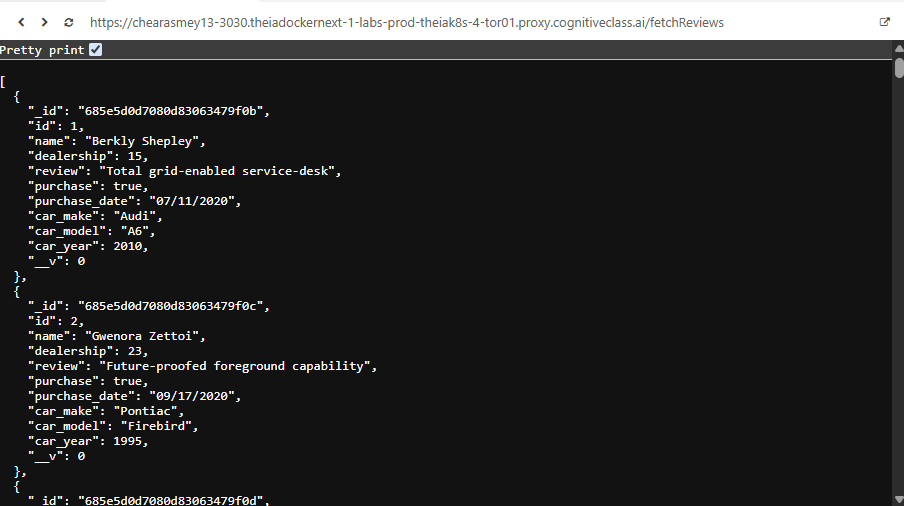 https://chearasmey13-3030.theiadockernext-1-labs-prod-theiak8s-4-tor01.proxy.cognitiveclass.ai/fetchReviews
Pretty print
[
  {
    "_id": "685e5d0d7080d83063479f0b",
    "id": 1,
    "name": "Berkly Shepley",
    "dealership": 15,
    "review": "Total grid-enabled service-desk",
    "purchase": true,
    "purchase_date": "07/11/2020",
    "car_make": "Audi",
    "car_model": "A6",
    "car_year": 2010,
    "__v": 0
  },
  {
    "_id": "685e5d0d7080d83063479f0c",
    "id": 2,
    "name": "Gwenora Zettoi",
    "dealership": 23,
    "review": "Future-proofed foreground capability",
    "purchase": true,
    "purchase_date": "09/17/2020",
    "car_make": "Pontiac",
    "car_model": "Firebird",
    "car_year": 1995,
    "__v": 0
  },
  {
    "_id": "685e5d0d7080d83063479f0d",